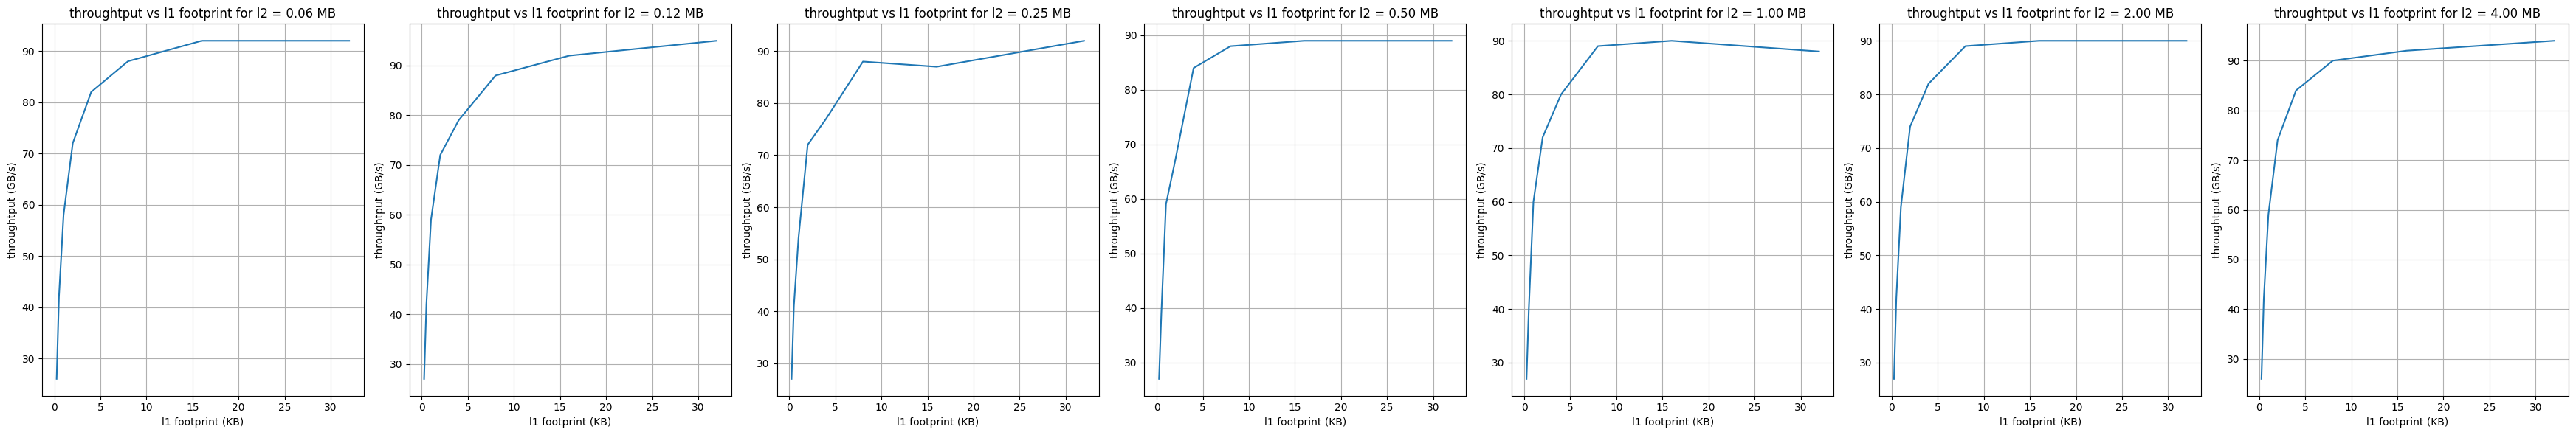 throughtput vs l1 footprint for l2 = 0.06 MB
throughtput (GB/s)
90
80
70
60
50
40
30
0 5 10 15 20 25 30
l1 footprint (KB)
throughtput vs l1 footprint for l2 = 0.12 MB
throughtput (GB/s)
90
80
70
60
50
40
30
0 5 10 15 20 25 30
l1 footprint (KB)
throughtput vs l1 footprint for l2 = 0.25 MB
throughtput (GB/s)
90
80
70
60
50
40
30
0 5 10 15 20 25 30
l1 footprint (KB)
throughtput vs l1 footprint for l2 = 0.50 MB
throughtput (GB/s)
90
80
70
60
50
40
30
0 5 10 15 20 25 30
l1 footprint (KB)
throughtput vs l1 footprint for l2 = 1.00 MB
throughtput (GB/s)
90
80
70
60
50
40
30
0 5 10 15 20 25 30
l1 footprint (KB)
throughtput vs l1 footprint for l2 = 2.00 MB
throughtput (GB/s)
90
80
70
60
50
40
30
0 5 10 15 20 25 30
l1 footprint (KB)
throughtput vs l1 footprint for l2 = 4.00 MB
throughtput (GB/s)
90
80
70
60
50
40
30
0 5 10 15 20 25 30
l1 footprint (KB)